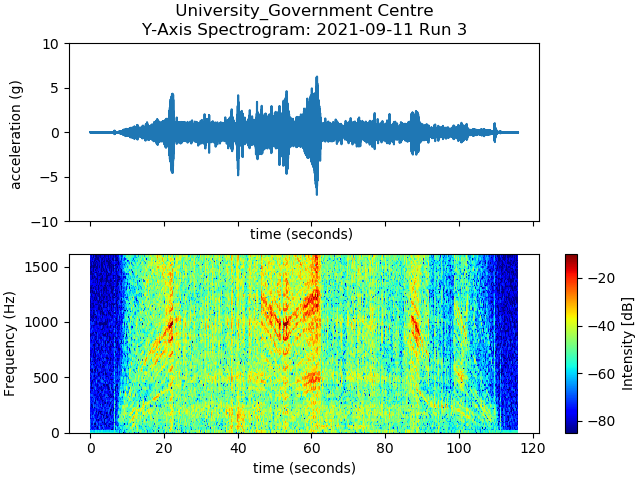 University_Government Centre
Y-Axis Spectrogram: 2021-09-11 Run 3
10
5
0
−5
−10
acceleration (g)
time (seconds)
1500
1000
500
0
Frequency (Hz)
0 20 40 60 80 100 120
time (seconds)
−20
−40
−60
−80
Intensity [dB]